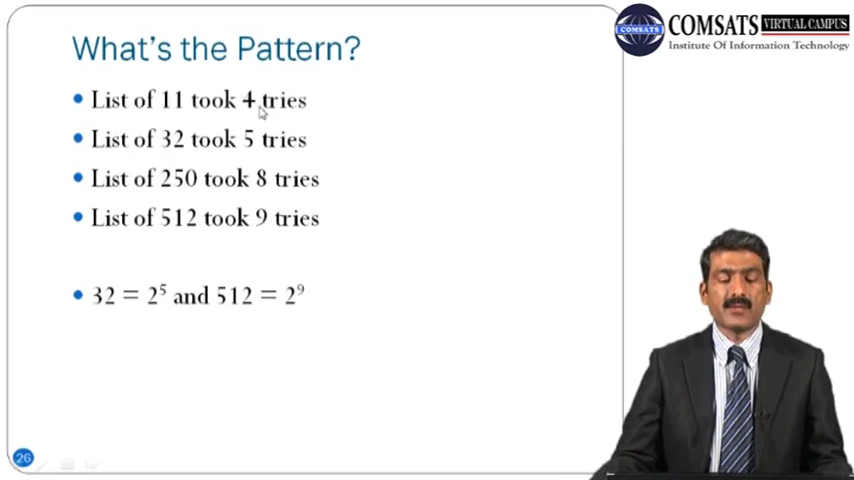 What's the Pattern?
COMSATS VIRTUAL CAMPUS
COMSATS
Institute Of Information Technology
• List of 11 took 4 tries
• List of 32 took 5 tries
• List of 250 took 8 tries
• List of 512 took 9 tries
• 32 = 2⁵ and 512 = 2⁹
26